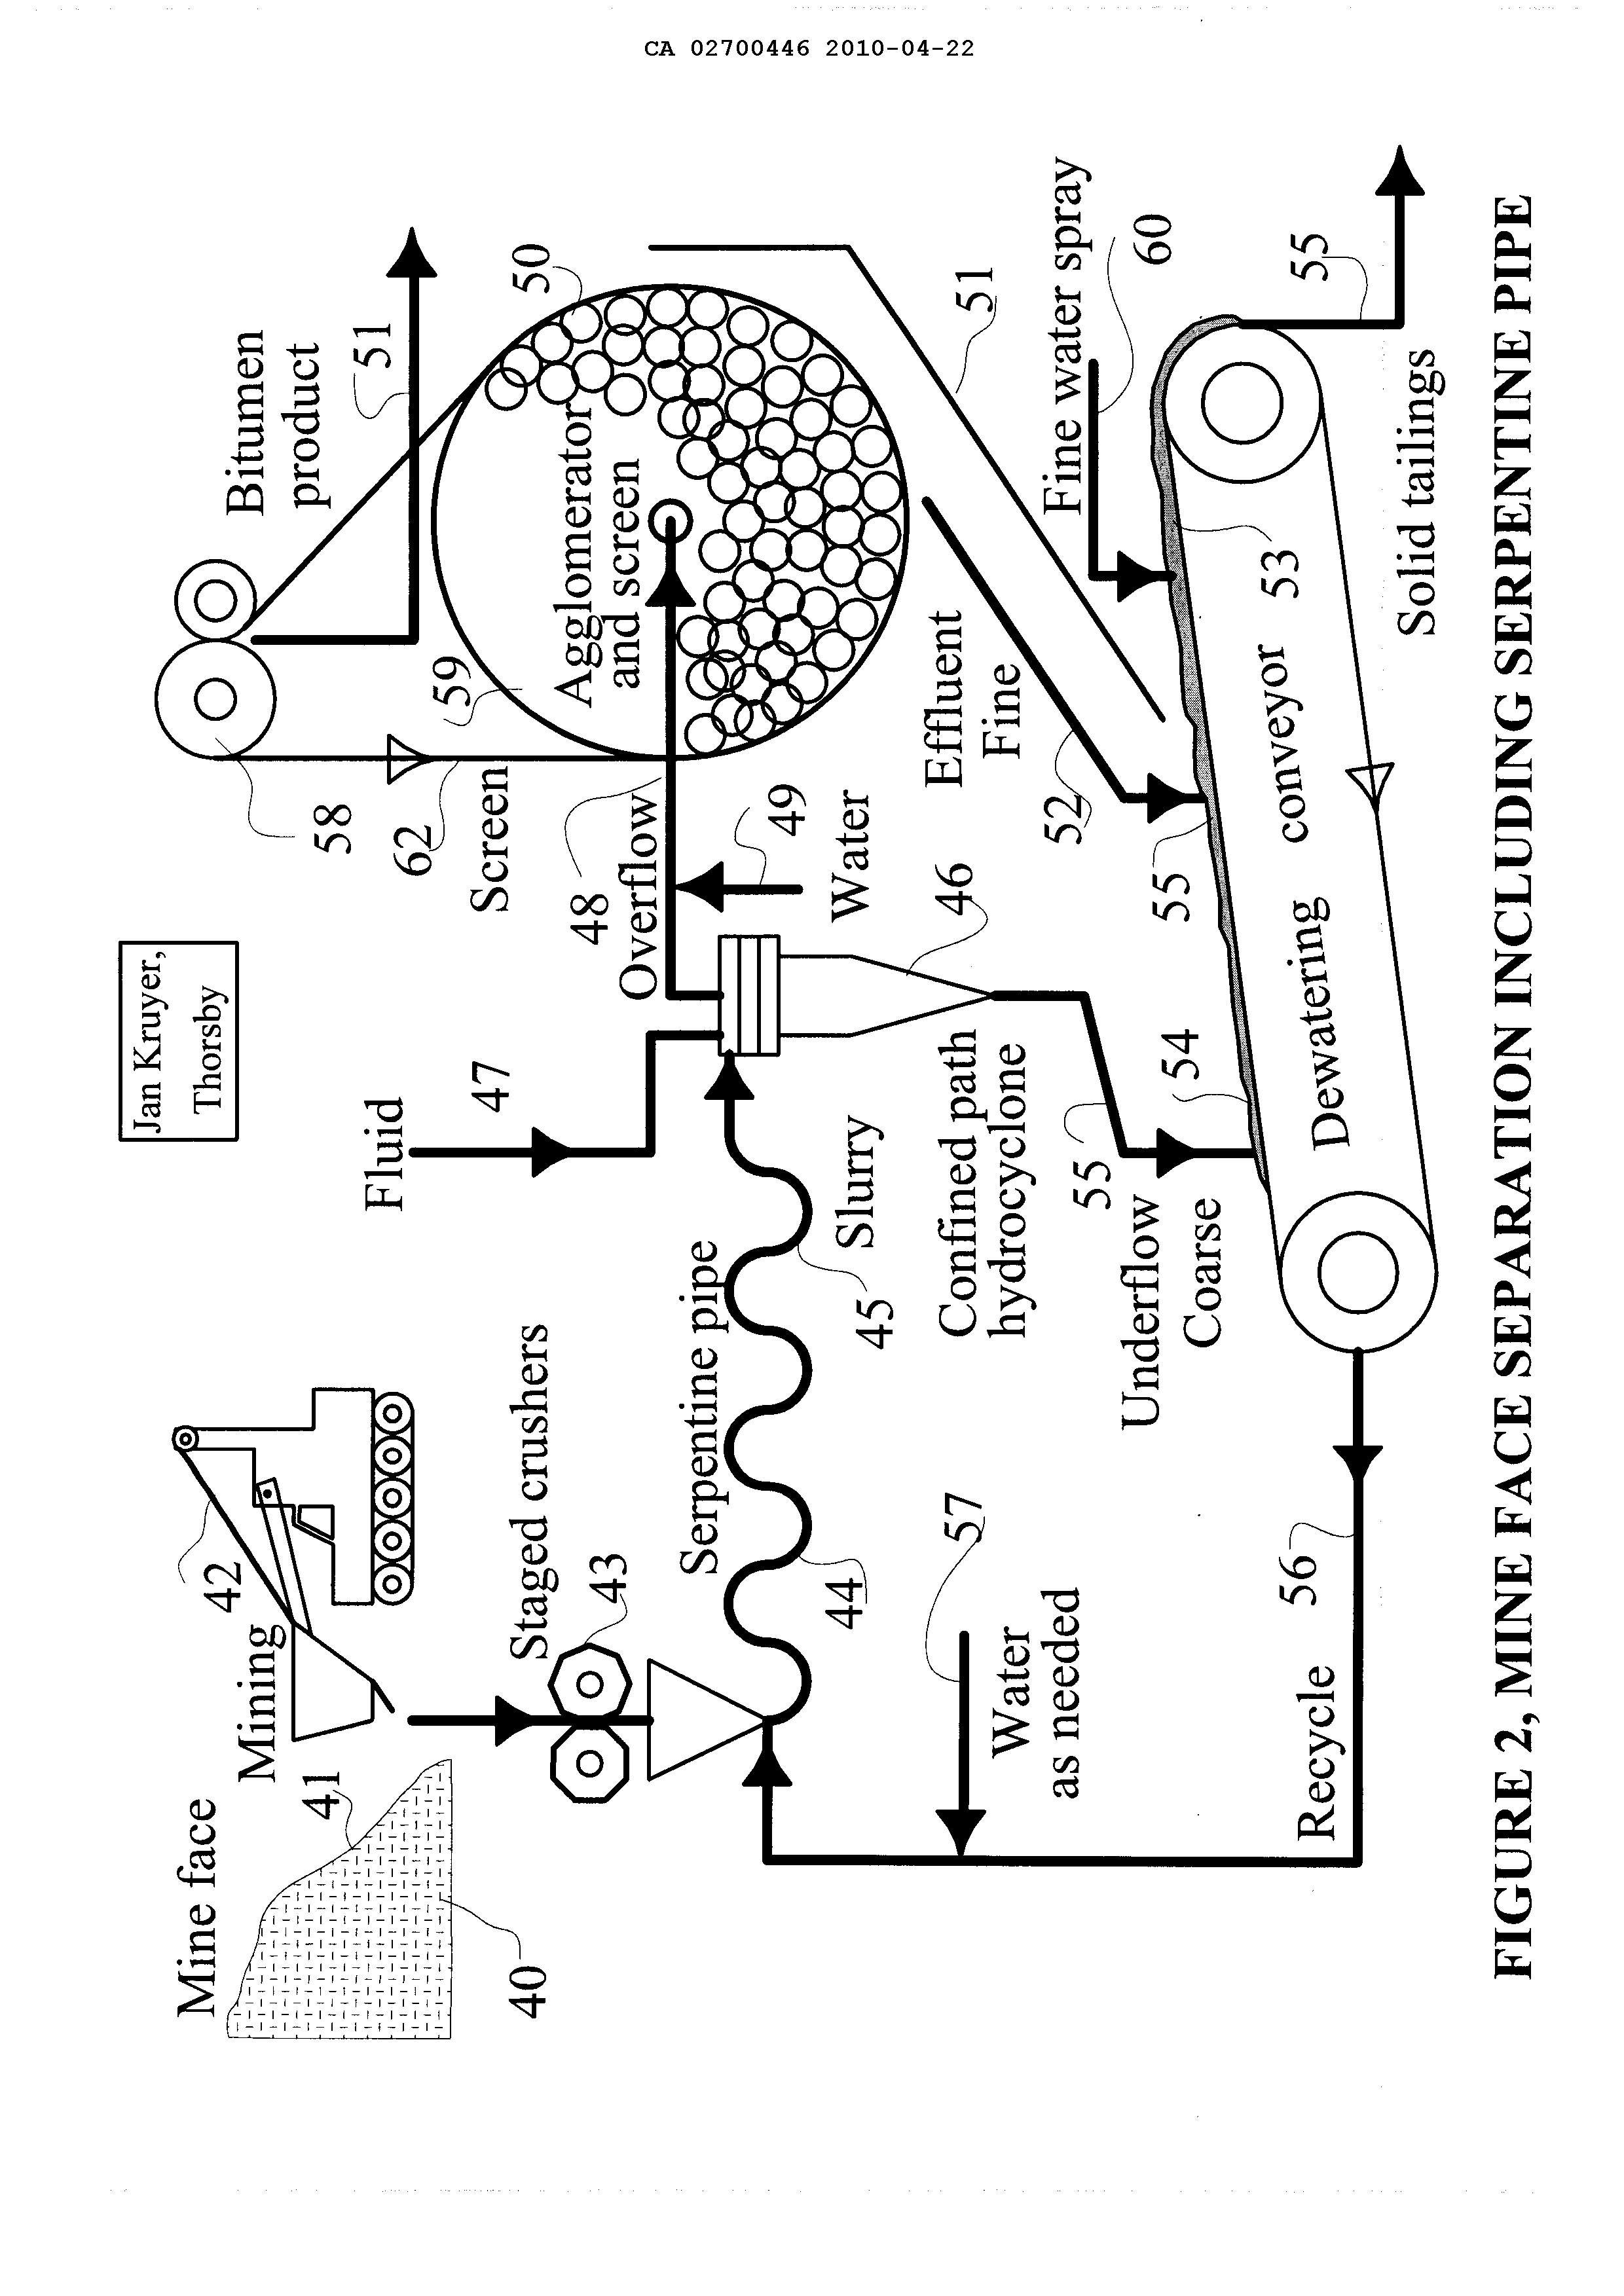 CA 02700446 2010-04-22
Jan Kruyer,
Thorsby
Mine face
41
40
Mining
42
Staged crushers
43
Serpentine pipe
44
45
Slurry
Fluid
47
Confined path
hydrocyclone
46
Overflow
48
49
Water
Screen
62
58
59
Bitumen
product
51
50
Agglomerator
and screen
Effluent
Fine
52
51
Fine water spray
60
Underflow
Coarse
55
54
55
53
Dewatering conveyor
55
Solid tailings
Water
as needed
57
Recycle
56
FIGURE 2, MINE FACE SEPARATION INCLUDING SERPENTINE PIPE